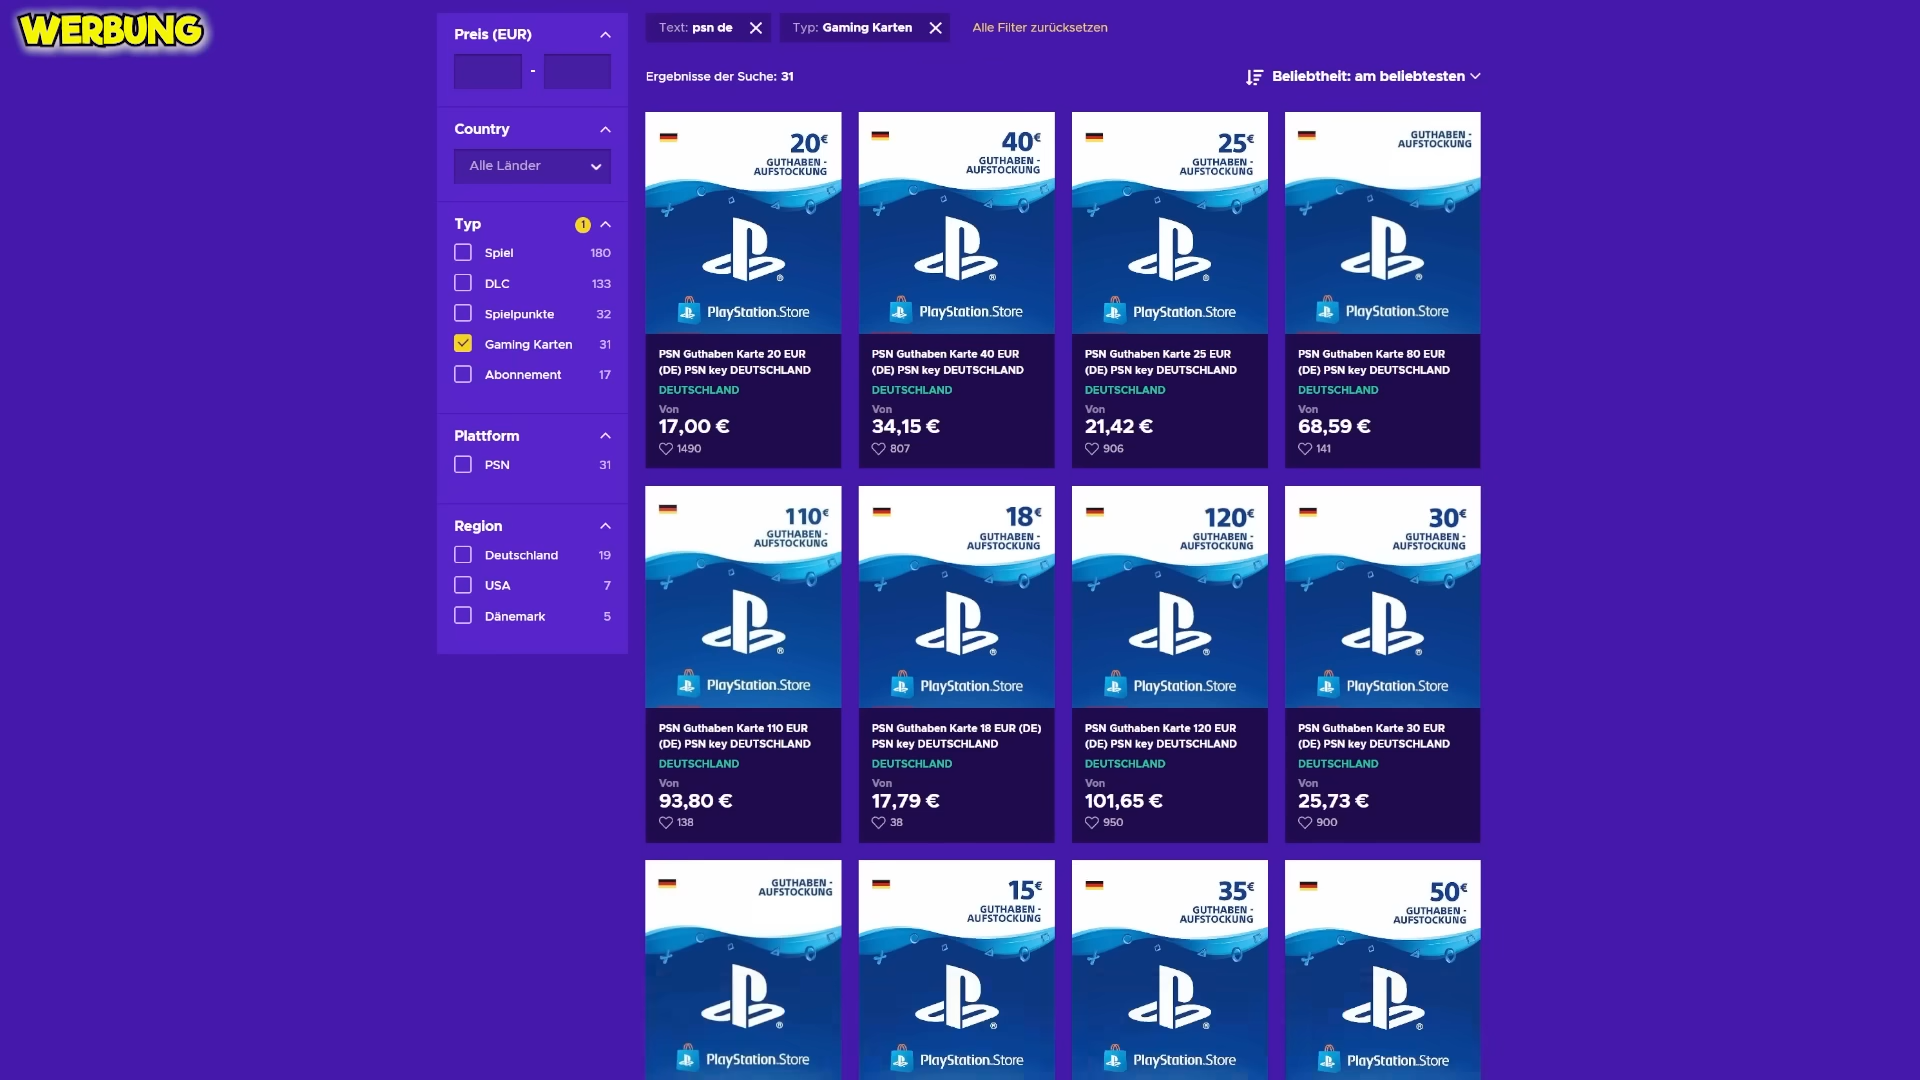 WERBUNG
Preis (EUR)
-
Country
Alle Länder
Typ 1
Spiel 180
DLC 133
Spielpunkte 32
Gaming Karten 31
Abonnement 17
Plattform
PSN 31
Region
Deutschland 19
USA 7
Dänemark 5
Text: psn de
Typ: Gaming Karten
Alle Filter zurücksetzen
Ergebnisse der Suche: 31
Beliebtheit: am beliebtesten
20€
GUTHABEN -
AUFSTOCKUNG
PlayStation.Store
PSN Guthaben Karte 20 EUR
(DE) PSN key DEUTSCHLAND
DEUTSCHLAND
Von
17,00 €
1490
40€
GUTHABEN -
AUFSTOCKUNG
PlayStation.Store
PSN Guthaben Karte 40 EUR
(DE) PSN key DEUTSCHLAND
DEUTSCHLAND
Von
34,15 €
807
25€
GUTHABEN -
AUFSTOCKUNG
PlayStation.Store
PSN Guthaben Karte 25 EUR
(DE) PSN key DEUTSCHLAND
DEUTSCHLAND
Von
21,42 €
906
GUTHABEN -
AUFSTOCKUNG
PlayStation.Store
PSN Guthaben Karte 80 EUR
(DE) PSN key DEUTSCHLAND
DEUTSCHLAND
Von
68,59 €
141
110€
GUTHABEN -
AUFSTOCKUNG
PlayStation.Store
PSN Guthaben Karte 110 EUR
(DE) PSN key DEUTSCHLAND
DEUTSCHLAND
Von
93,80 €
138
18€
GUTHABEN -
AUFSTOCKUNG
PlayStation.Store
PSN Guthaben Karte 18 EUR (DE)
PSN key DEUTSCHLAND
DEUTSCHLAND
Von
17,79 €
38
120€
GUTHABEN -
AUFSTOCKUNG
PlayStation.Store
PSN Guthaben Karte 120 EUR
(DE) PSN key DEUTSCHLAND
DEUTSCHLAND
Von
101,65 €
950
30€
GUTHABEN -
AUFSTOCKUNG
PlayStation.Store
PSN Guthaben Karte 30 EUR
(DE) PSN key DEUTSCHLAND
DEUTSCHLAND
Von
25,73 €
900
GUTHABEN -
AUFSTOCKUNG
PlayStation.Store
15€
GUTHABEN -
AUFSTOCKUNG
PlayStation.Store
35€
GUTHABEN -
AUFSTOCKUNG
PlayStation.Store
50€
GUTHABEN -
AUFSTOCKUNG
PlayStation.Store